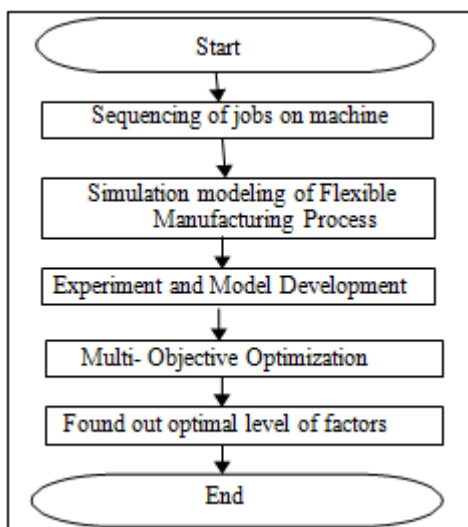 Start
Sequencing of jobs on machine
Simulation modeling of Flexible
Manufacturing Process
Experiment and Model Development
Multi- Objective Optimization
Found out optimal level of factors
End